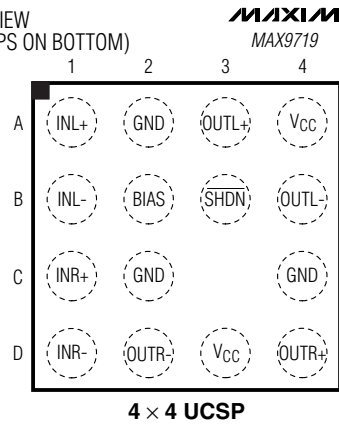 IEW
PS ON BOTTOM)
MAXIM
MAX9719
1 2 3 4
A INL+ GND OUTL+ VCC
B INL- BIAS SHDN OUTL-
C INR+ GND GND
D INR- OUTR- VCC OUTR+
4 × 4 UCSP